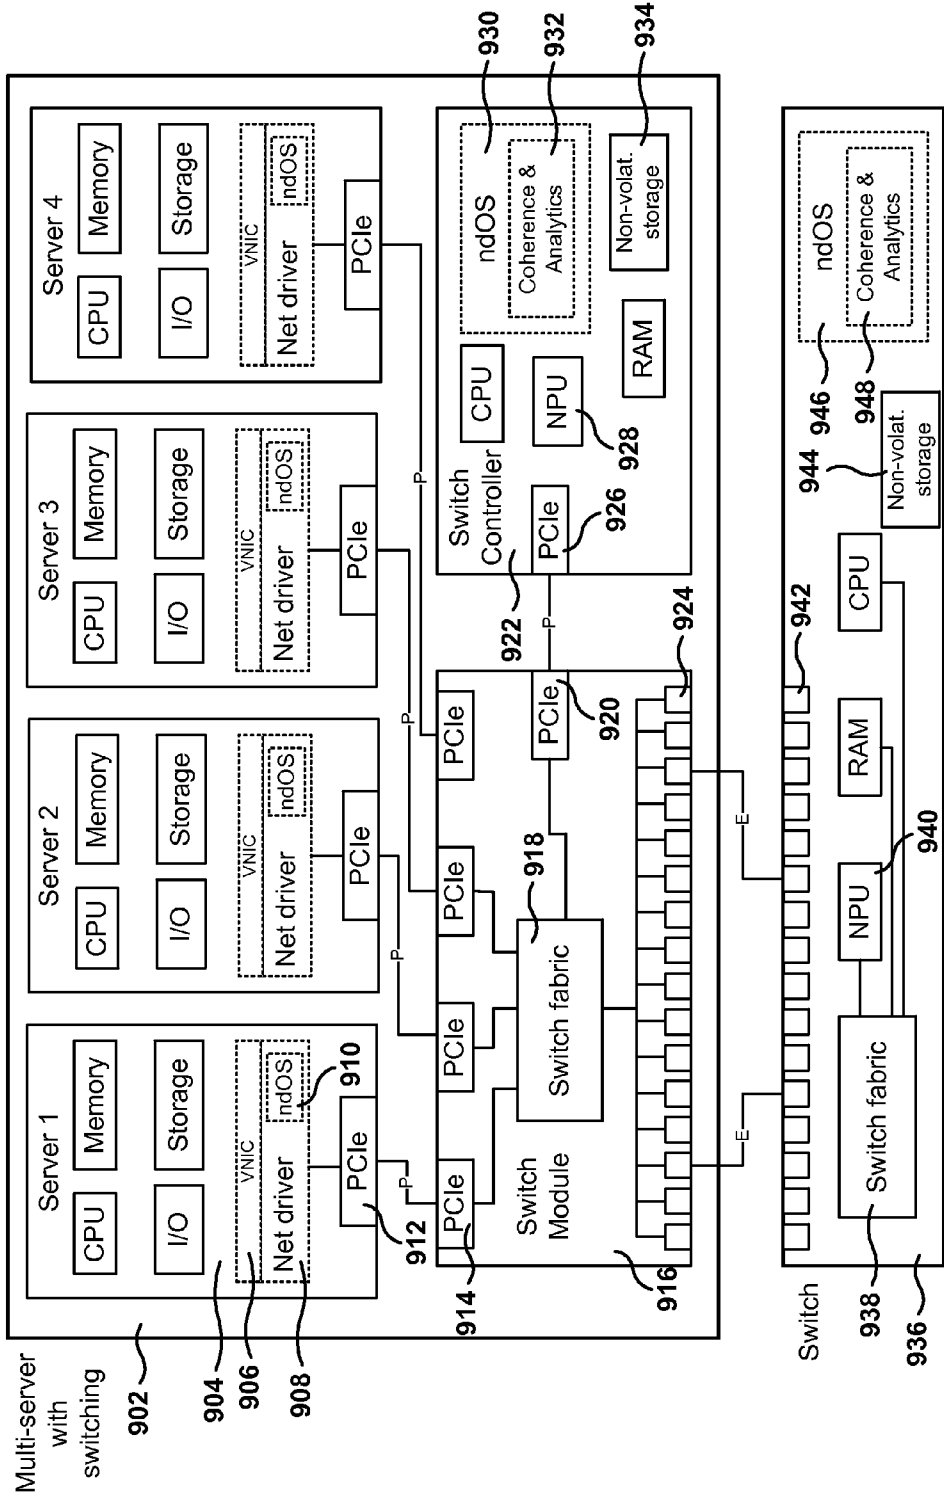 Multi-server
with
switching
902
904
906
908
Server 1
CPU
Memory
I/O
Storage
VNIC
Net driver
ndOS
910
PCIe
912
P
Server 2
CPU
Memory
I/O
Storage
VNIC
Net driver
ndOS
PCIe
P
Server 3
CPU
Memory
I/O
Storage
VNIC
Net driver
ndOS
PCIe
P
Server 4
CPU
Memory
I/O
Storage
VNIC
Net driver
ndOS
PCIe
P
PCIe
914
PCIe
PCIe
PCIe
Switch
Module
916
Switch fabric
918
PCIe
920
P
924
Switch
Controller
922
PCIe
926
CPU
NPU
928
RAM
ndOS
930
Coherence &
Analytics
932
Non-volat.
storage
934
E
E
Switch
936
Switch fabric
938
NPU
940
RAM
CPU
942
Non-volat.
storage
944
ndOS
946
Coherence &
Analytics
948